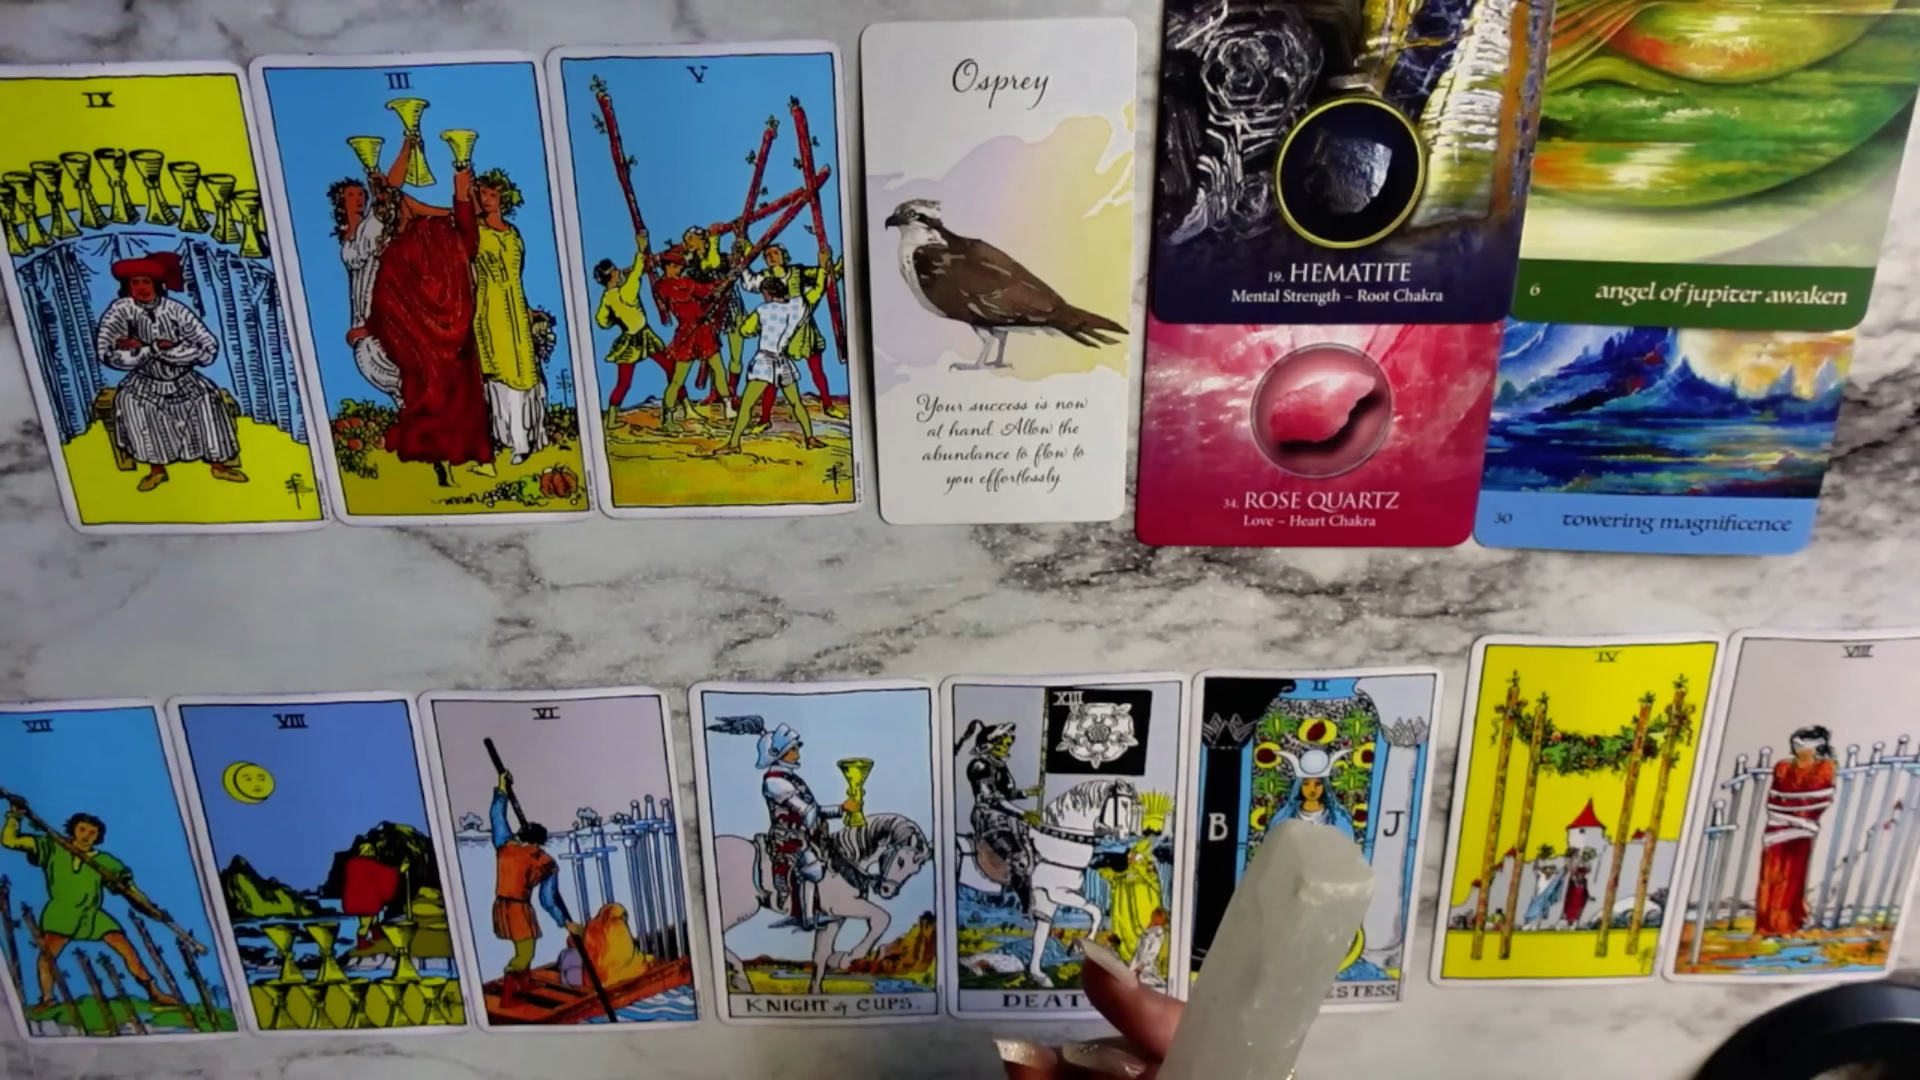 IX
III
V
Osprey
Your success is now
at hand. Allow the
abundance to flow to
you effortlessly.
19. HEMATITE
Mental Strength – Root Chakra
6 angel of jupiter awaken
34. ROSE QUARTZ
Love – Heart Chakra
30 towering magnificence
VII
VIII
VI
KNIGHT of CUPS.
XIII
DEAT
II
B
J
ESTESS
IV
VIII